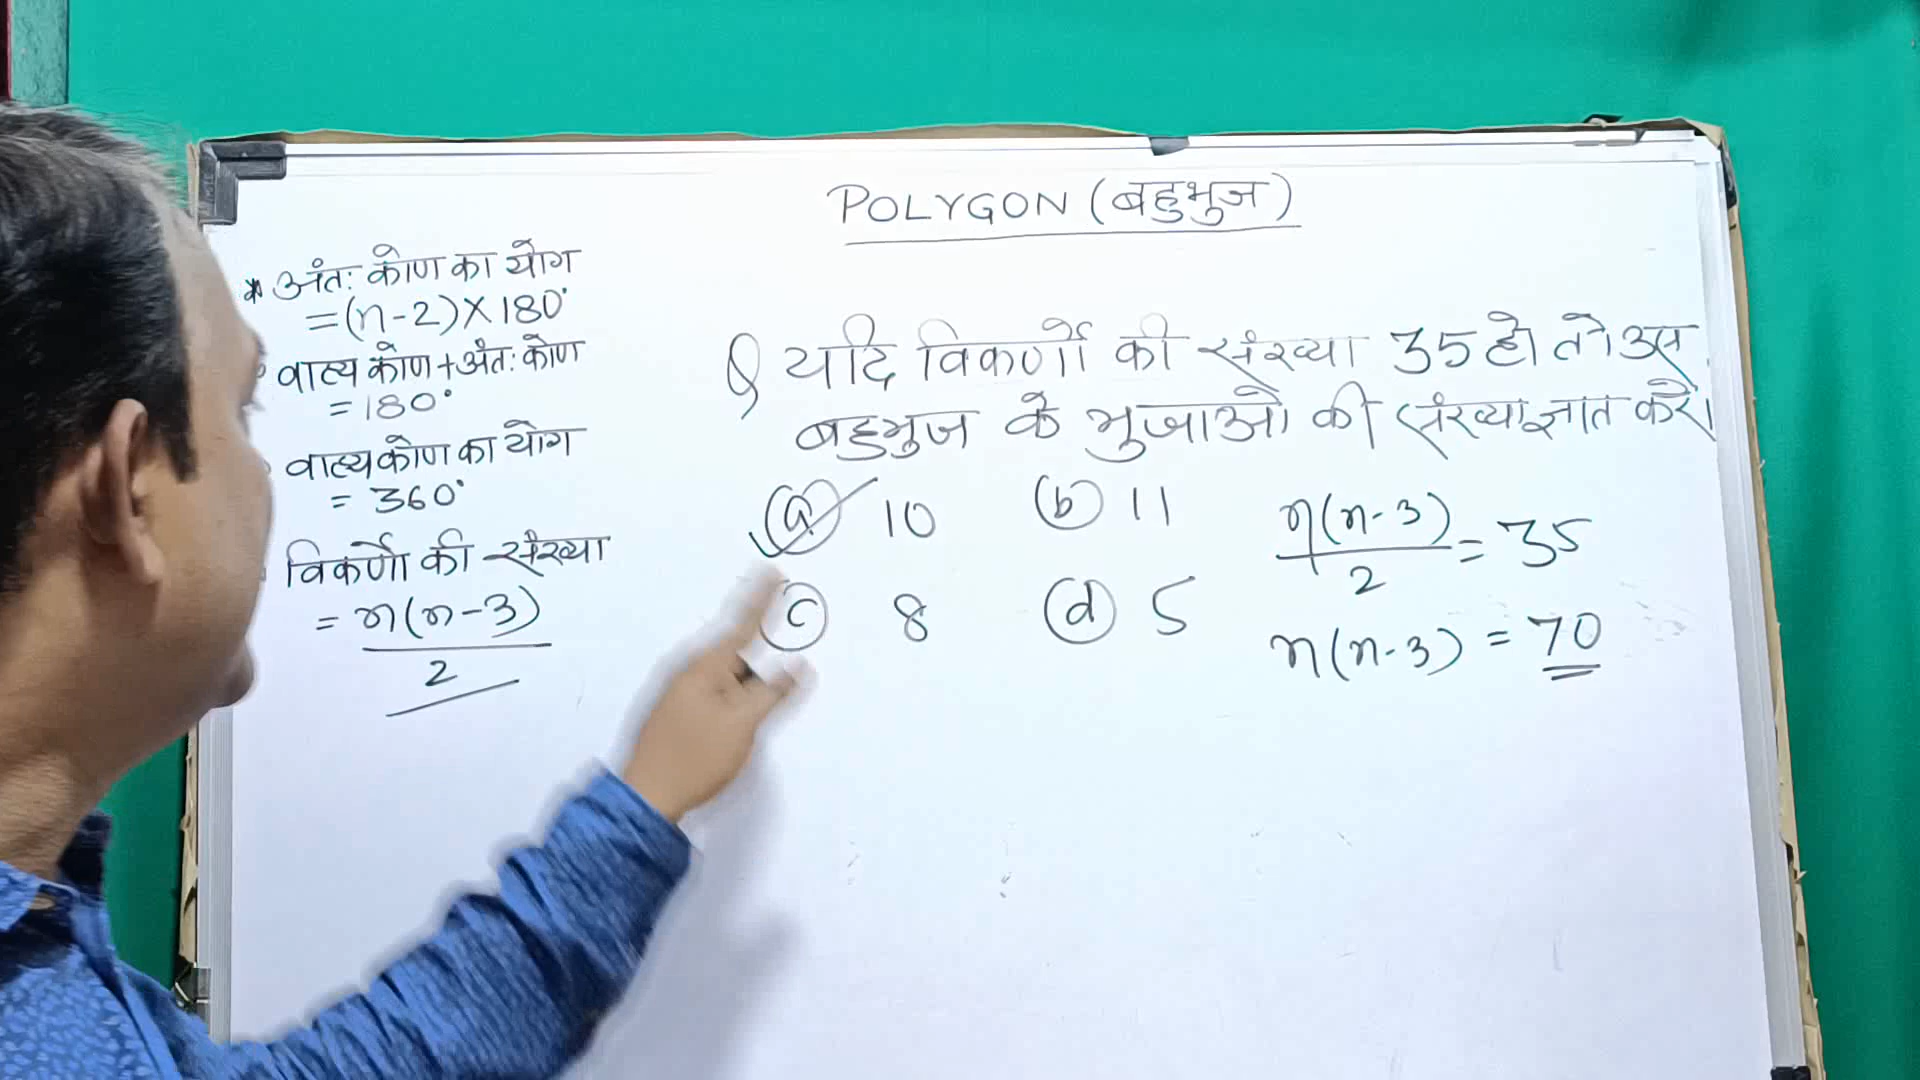 POLYGON (बहुभुज)
* अंतः कोण का योग
= (n-2)X180°
वाह्य कोण+अंतः कोण
= 180°
वाह्य कोण का योग
= 360°
विकर्णो की संख्या
= n(n-3)
2
Q यदि विकर्णो की संख्या 35 हो तो उस
बहुभुज के भुजाओ की संख्या ज्ञात करे।
(a) 10 (b) 11
(c) 8 (d) 5
n(n-3)
2
= 35
n(n-3) = 70